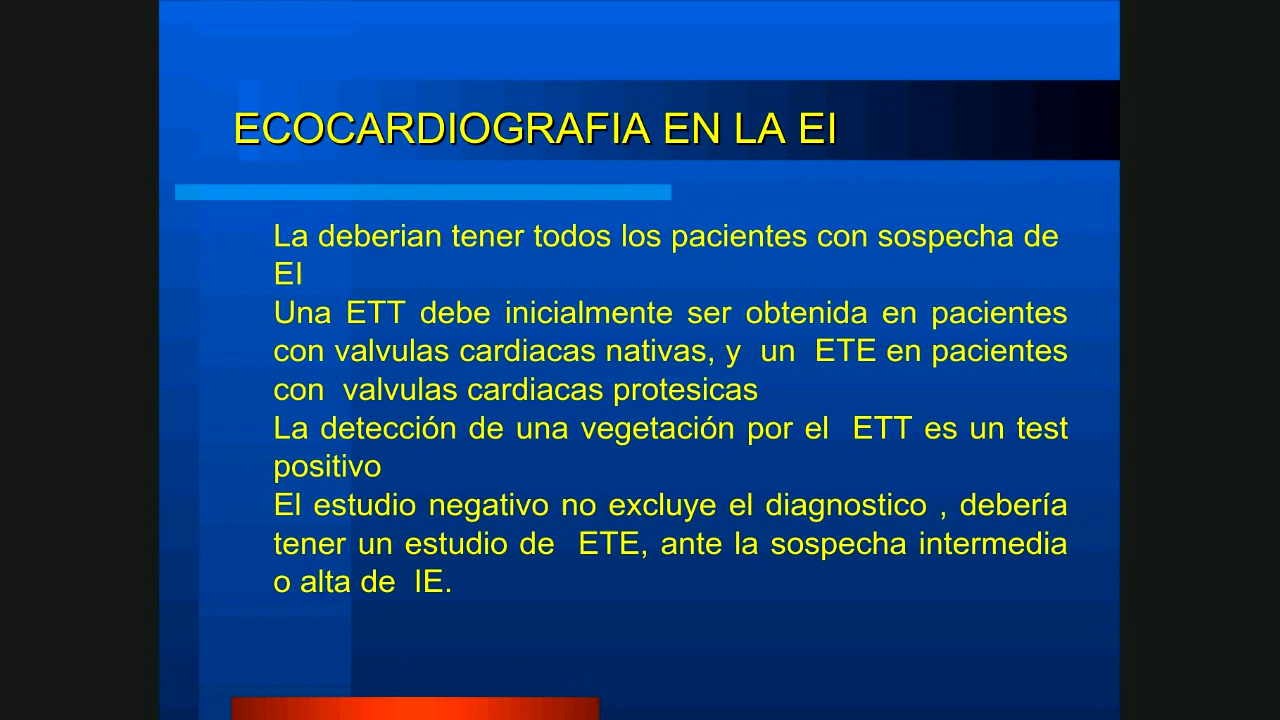 ECOCARDIOGRAFIA EN LA EI
La deberian tener todos los pacientes con sospecha de
EI
Una ETT debe inicialmente ser obtenida en pacientes
con valvulas cardiacas nativas, y un ETE en pacientes
con valvulas cardiacas protesicas
La detección de una vegetación por el ETT es un test
positivo
El estudio negativo no excluye el diagnostico , debería
tener un estudio de ETE, ante la sospecha intermedia
o alta de IE.